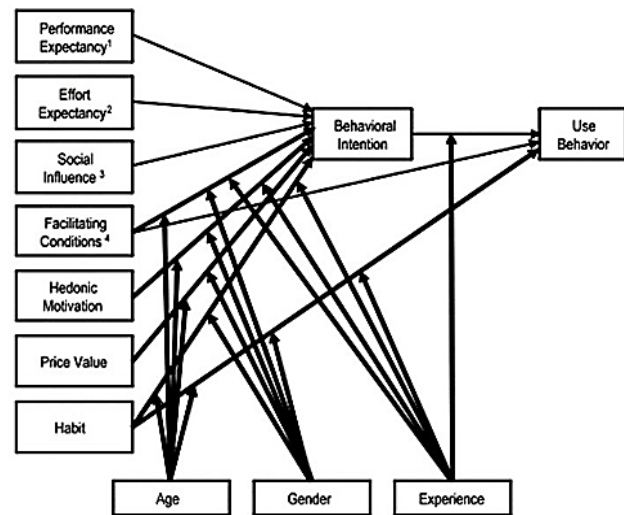 Performance
Expectancy¹
Effort
Expectancy²
Social
Influence ³
Facilitating
Conditions ⁴
Hedonic
Motivation
Price Value
Habit
Behavioral
Intention
Use
Behavior
Age
Gender
Experience